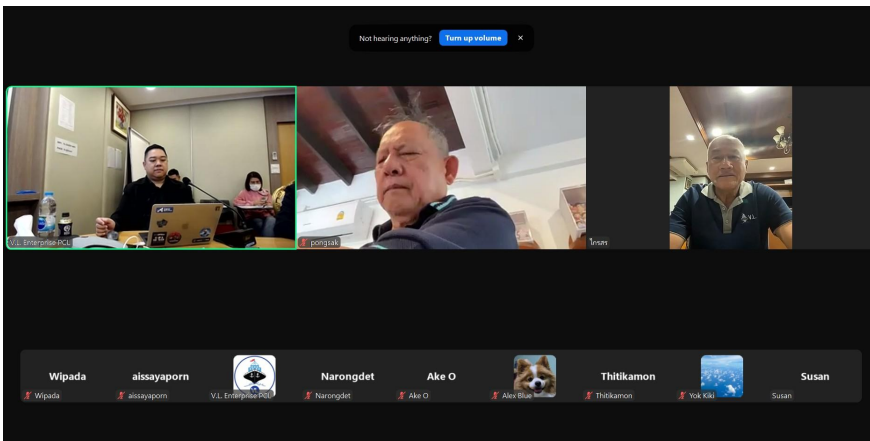 Not hearing anything? Turn up volume ×
V.L. Enterprise PCL
pongsak
ไกรสร
Wipada
aissayaporn
Narongdet
Ake O
Thitikamon
Susan
Wipada
aissayaporn
V.L. Enterprise PCL
Narongdet
Ake O
Alex Blue
Thitikamon
Yok Kiki
Susan